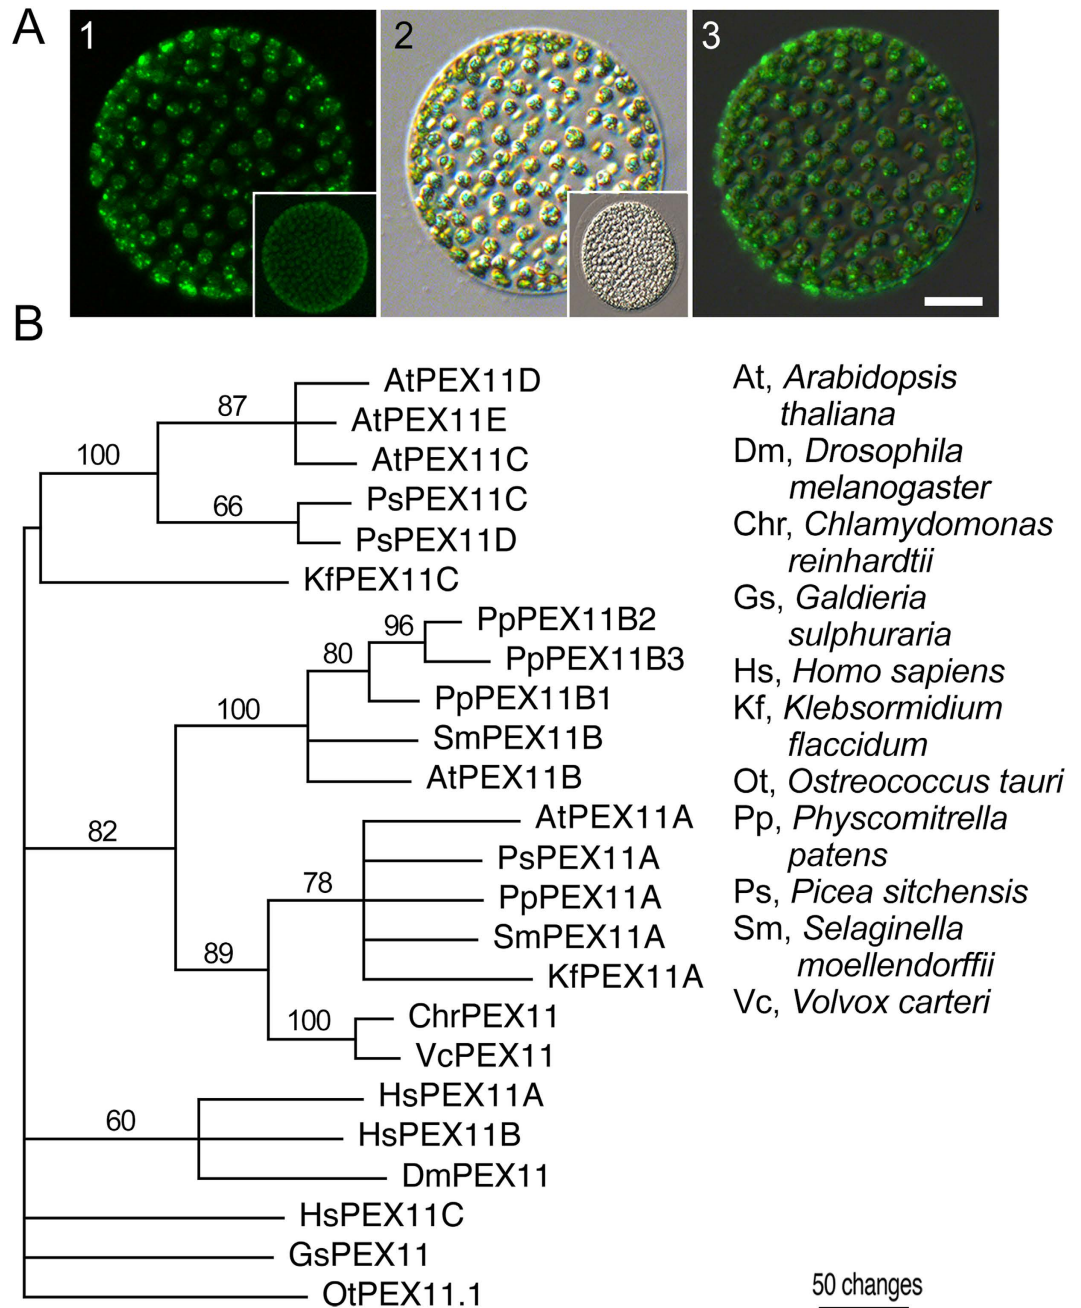 A
1
2
3
B
AtPEX11D
87
AtPEX11E
100
AtPEX11C
66
PsPEX11C
PsPEX11D
KfPEX11C
96
PpPEX11B2
80
PpPEX11B3
100
PpPEX11B1
SmPEX11B
AtPEX11B
82
AtPEX11A
PsPEX11A
78
PpPEX11A
SmPEX11A
89
KfPEX11A
100
ChrPEX11
VcPEX11
HsPEX11A
60
HsPEX11B
DmPEX11
HsPEX11C
GsPEX11
OtPEX11.1
At, Arabidopsis
thaliana
Dm, Drosophila
melanogaster
Chr, Chlamydomonas
reinhardtii
Gs, Galdieria
sulphuraria
Hs, Homo sapiens
Kf, Klebsormidium
flaccidum
Ot, Ostreococcus tauri
Pp, Physcomitrella
patens
Ps, Picea sitchensis
Sm, Selaginella
moellendorffii
Vc, Volvox carteri
50 changes